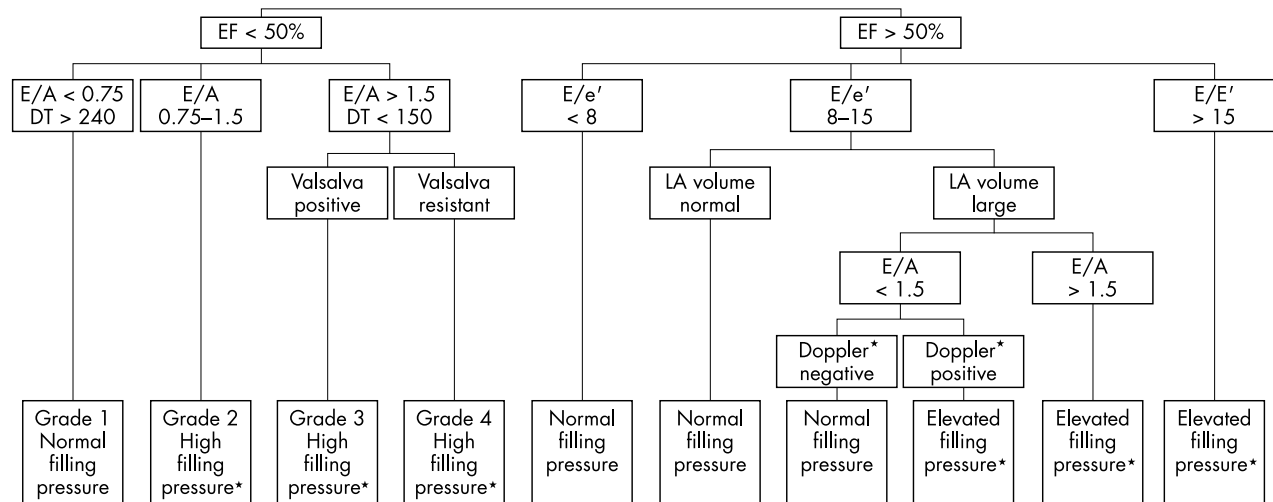 EF < 50%
EF > 50%
E/A < 0.75
DT > 240
E/A
0.75–1.5
E/A > 1.5
DT < 150
E/e′
< 8
E/e′
8–15
E/E′
> 15
Valsalva
positive
Valsalva
resistant
LA volume
normal
LA volume
large
E/A
< 1.5
E/A
> 1.5
Doppler★
negative
Doppler★
positive
Grade 1
Normal
filling
pressure
Grade 2
High
filling
pressure★
Grade 3
High
filling
pressure★
Grade 4
High
filling
pressure★
Normal
filling
pressure
Normal
filling
pressure
Normal
filling
pressure
Elevated
filling
pressure★
Elevated
filling
pressure★
Elevated
filling
pressure★